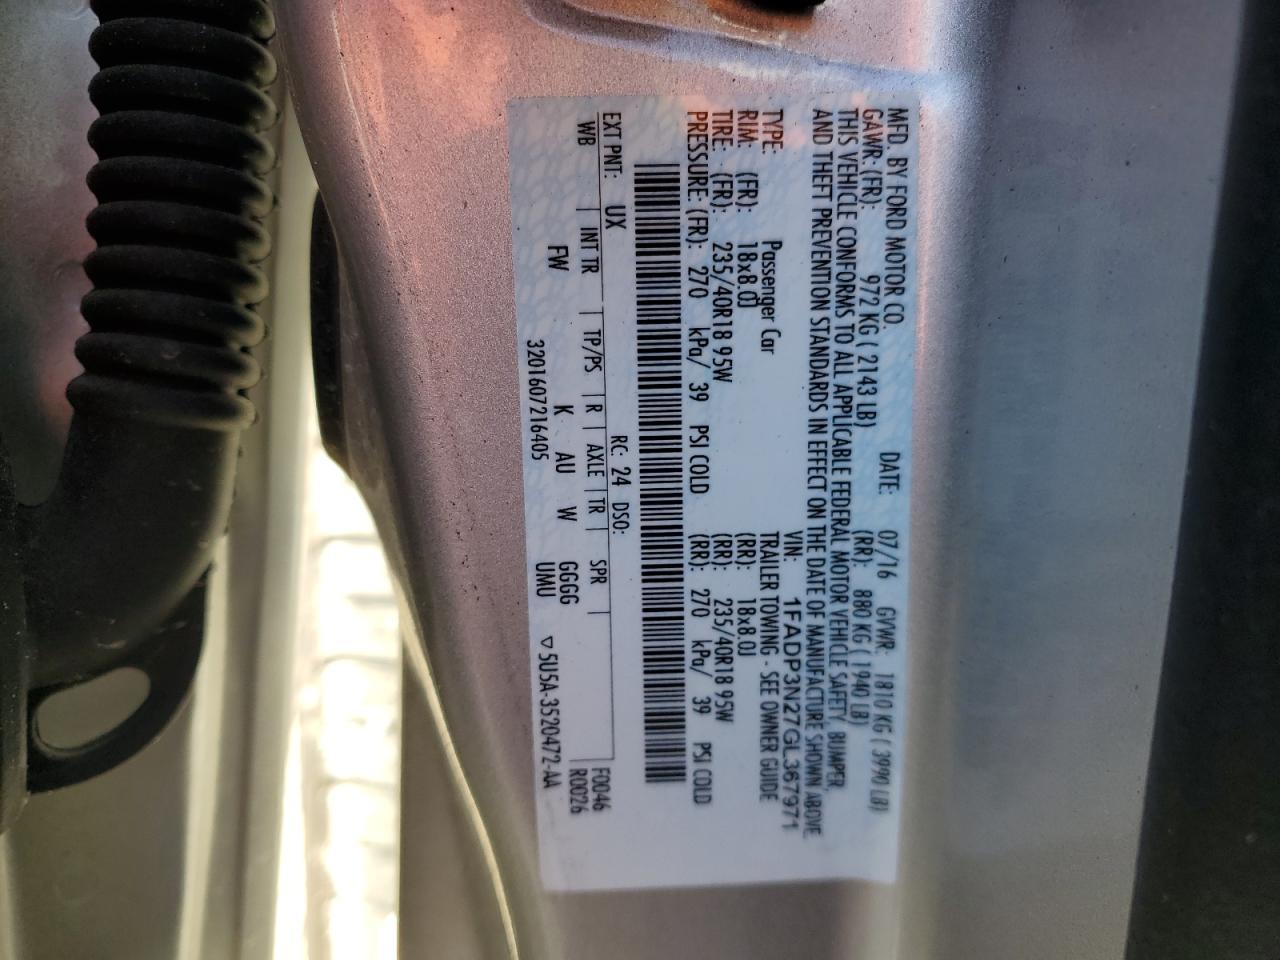 MFD. BY FORD MOTOR CO. DATE: 07/16 GVWR: 1810 KG ( 3990 LB)
GAWR: (FR): 972 KG ( 2143 LB) (RR): 880 KG ( 1940 LB)
THIS VEHICLE CONFORMS TO ALL APPLICABLE FEDERAL MOTOR VEHICLE SAFETY, BUMPER,
AND THEFT PREVENTION STANDARDS IN EFFECT ON THE DATE OF MANUFACTURE SHOWN ABOVE.
VIN: 1FADP3N27GL367971
TYPE: Passenger Car TRAILER TOWING - SEE OWNER GUIDE
RIM: (FR): 18x8.0J (RR): 18x8.0J
TIRE: (FR): 235/40R18 95W (RR): 235/40R18 95W
PRESSURE: (FR): 270 kPa/ 39 PSI COLD (RR): 270 kPa/ 39 PSI COLD
EXT PNT: UX RC: 24 DSO: F0046
WB | INT TR | TP/PS | R | AXLE | TR | SPR | R0026
FW K AU W GGGG
3201607216405 UMU ▽5U5A-3520472-AA